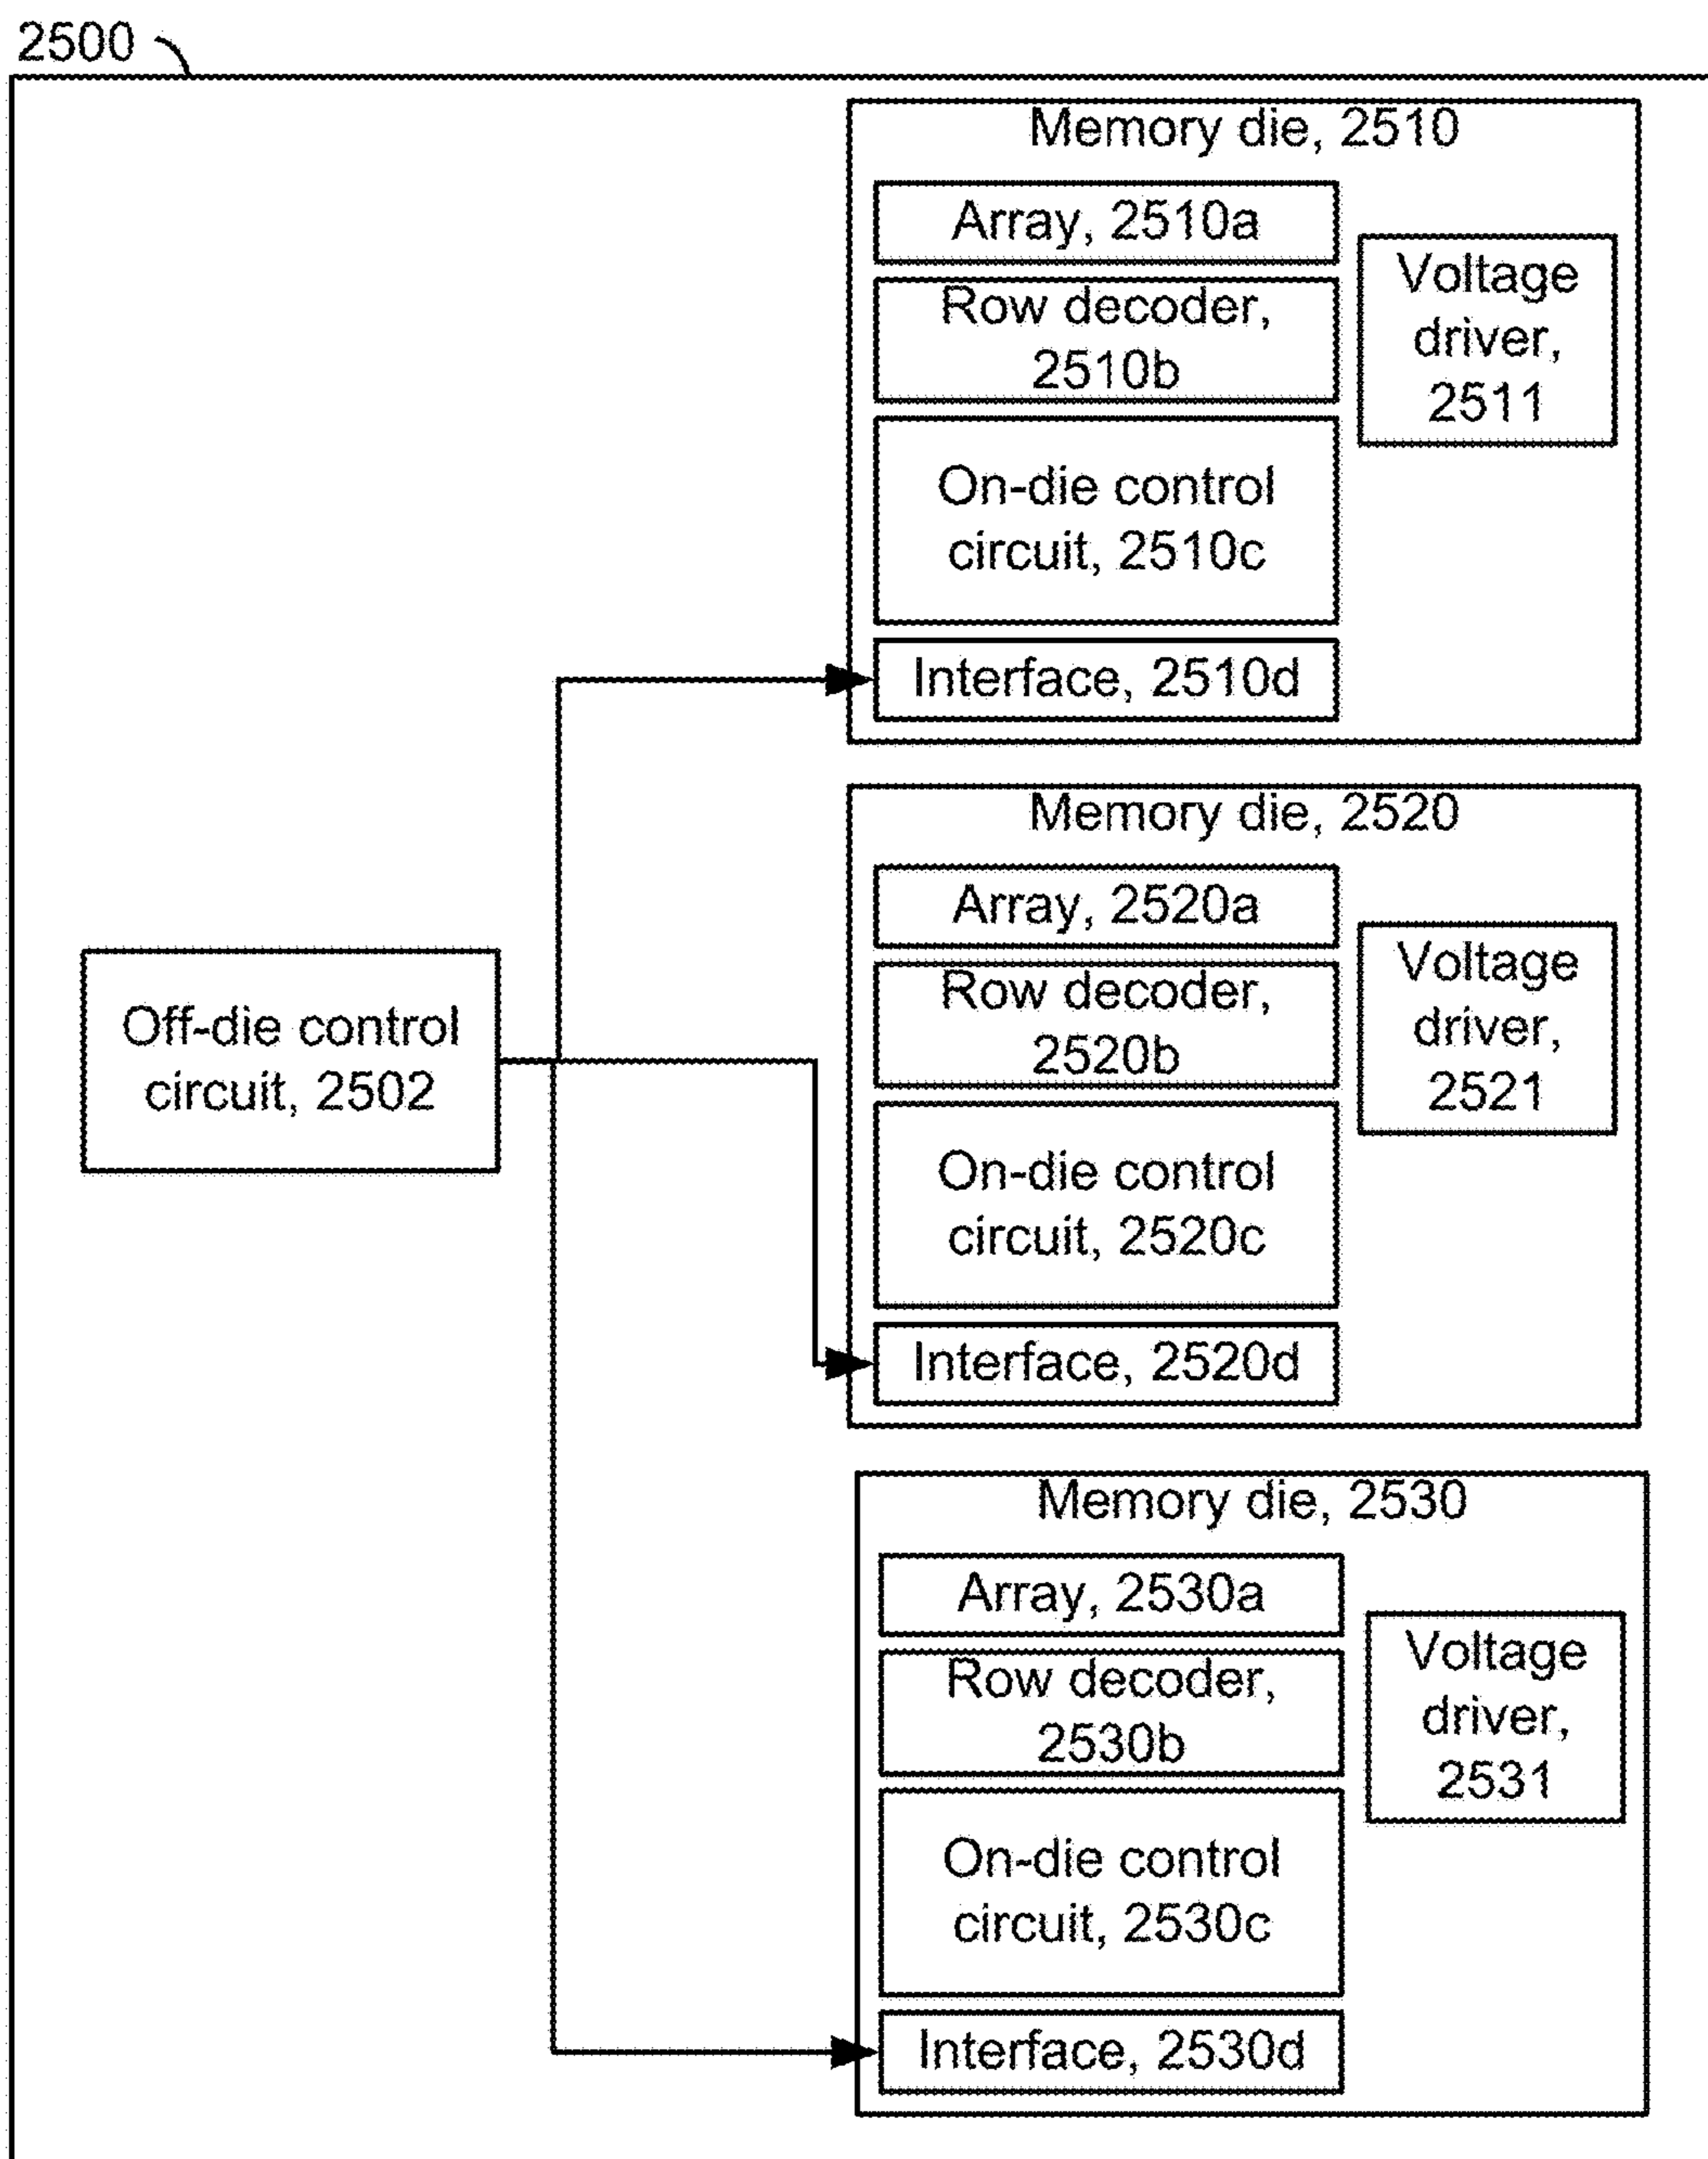 2500
Memory die, 2510
Array, 2510a
Row decoder,
2510b
On-die control
circuit, 2510c
Interface, 2510d
Voltage
driver,
2511
Off-die control
circuit, 2502
Memory die, 2520
Array, 2520a
Row decoder,
2520b
On-die control
circuit, 2520c
Interface, 2520d
Voltage
driver,
2521
Memory die, 2530
Array, 2530a
Row decoder,
2530b
On-die control
circuit, 2530c
Interface, 2530d
Voltage
driver,
2531